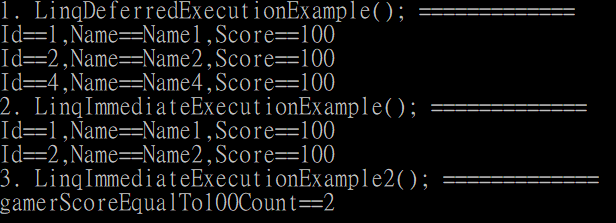 1. LinqDeferredExecutionExample(); =============
Id==1,Name==Name1,Score==100
Id==2,Name==Name2,Score==100
Id==4,Name==Name4,Score==100
2. LinqImmediateExecutionExample(); =============
Id==1,Name==Name1,Score==100
Id==2,Name==Name2,Score==100
3. LinqImmediateExecutionExample2(); =============
gamerScoreEqualTo100Count==2